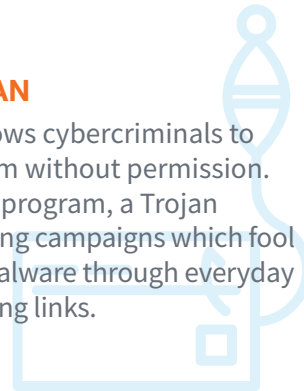 AN
ows cybercriminals to
m without permission.
program, a Trojan
ng campaigns which fool
alware through everyday
ng links.